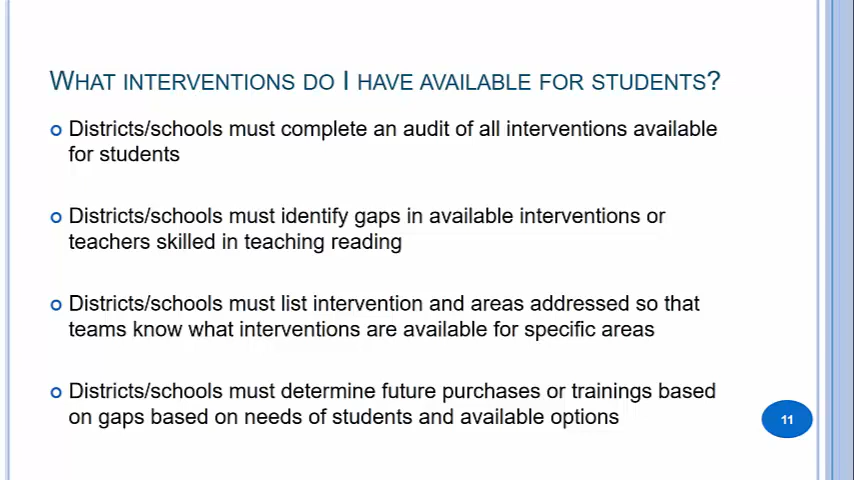 WHAT INTERVENTIONS DO I HAVE AVAILABLE FOR STUDENTS?
Districts/schools must complete an audit of all interventions available
for students
Districts/schools must identify gaps in available interventions or
teachers skilled in teaching reading
Districts/schools must list intervention and areas addressed so that
teams know what interventions are available for specific areas
Districts/schools must determine future purchases or trainings based
on gaps based on needs of students and available options
11